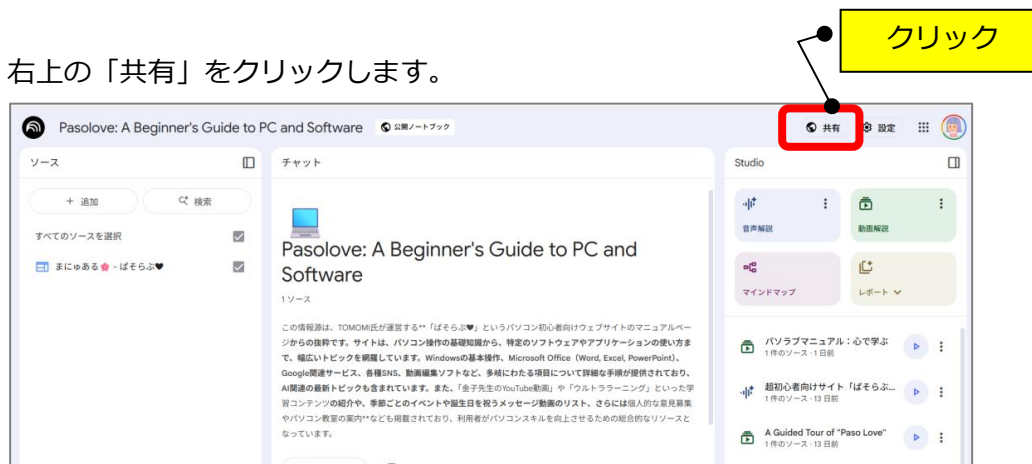 クリック
右上の「共有」をクリックします。
Pasolove: A Beginner's Guide to PC and Software 公開ノートブック 共有 設定
ソース
チャット
Studio
+ 追加 検索
すべてのソースを選択
まにゅある🌸 - ぱそらぶ♥
Pasolove: A Beginner's Guide to PC and
Software
1 ソース
この情報源は、TOMOMI氏が運営する**「ぱそらぶ♥」というパソコン初心者向けウェブサイトのマニュアルペー
ジからの抜粋です。サイトは、パソコン操作の基礎知識から、特定のソフトウェアやアプリケーションの使い方ま
で、幅広いトピックを網羅しています。Windowsの基本操作、Microsoft Office（Word, Excel, PowerPoint）、
Google関連サービス、各種SNS、動画編集ソフトなど、多岐にわたる項目について詳細な手順が提供されており、
AI関連の最新トピックも含まれています。また、「金子先生のYouTube動画」や「ウルトララーニング」といった学
習コンテンツの紹介や、季節ごとのイベントや誕生日を祝うメッセージ動画のリスト、さらには個人的な意見募集
やパソコン教室の案内**なども掲載されており、利用者がパソコンスキルを向上させるための総合的なリソースと
なっています。
音声解説
動画解説
マインドマップ
レポート
パソラブマニュアル：心で学ぶ
1 件のソース · 1 日前
超初心者向けサイト「ぱそらぶ...
1 件のソース · 13 日前
A Guided Tour of "Paso Love"
1 件のソース · 13 日前